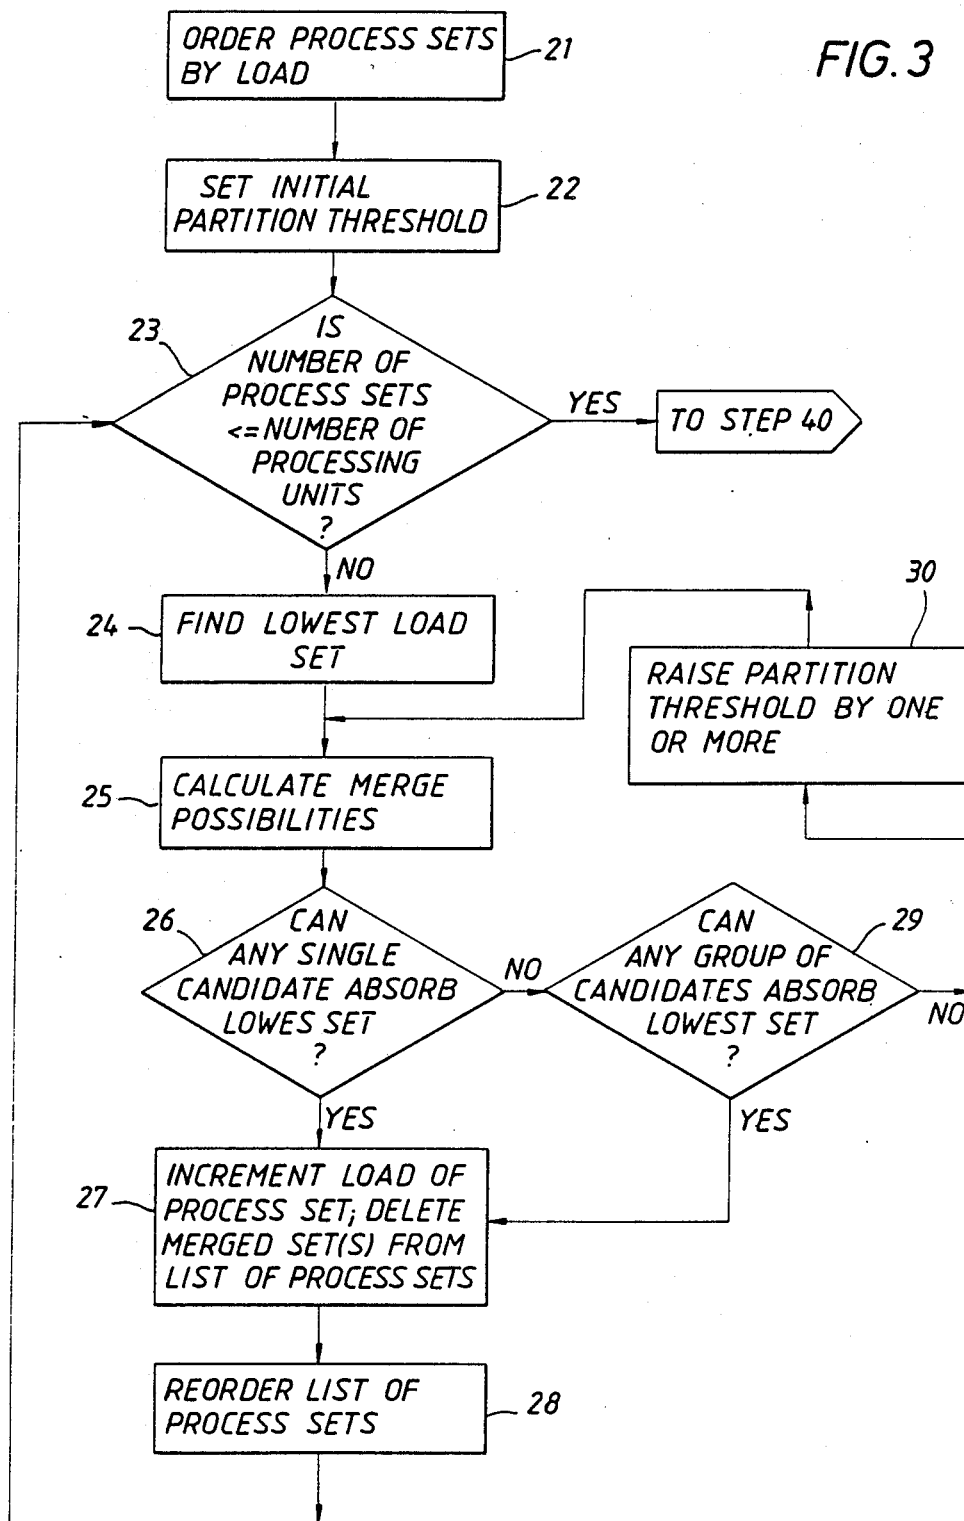 ORDER PROCESS SETS
BY LOAD
21
FIG. 3
SET INITIAL
PARTITION THRESHOLD
22
23
IS
NUMBER OF
PROCESS SETS
<=NUMBER OF
PROCESSING
UNITS
?
YES
TO STEP 40
NO
24
FIND LOWEST LOAD
SET
30
RAISE PARTITION
THRESHOLD BY ONE
OR MORE
25
CALCULATE MERGE
POSSIBILITIES
26
CAN
ANY SINGLE
CANDIDATE ABSORB
LOWES SET
?
NO
29
CAN
ANY GROUP OF
CANDIDATES ABSORB
LOWEST SET
?
NO
YES
YES
27
INCREMENT LOAD OF
PROCESS SET; DELETE
MERGED SET(S) FROM
LIST OF PROCESS SETS
REORDER LIST OF
PROCESS SETS
28